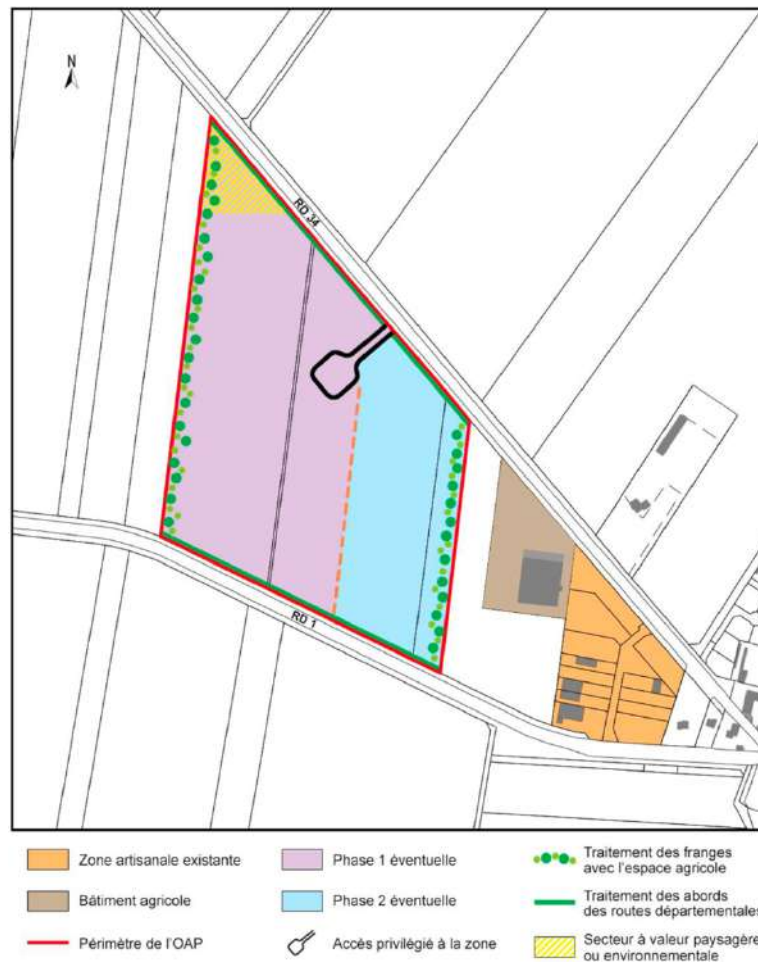 N
RD 34
RD 1
Zone artisanale existante
Phase 1 éventuelle
Traitement des franges
avec l'espace agricole
Bâtiment agricole
Phase 2 éventuelle
Traitement des abords
des routes départementales
Périmètre de l'OAP
Accès privilégié à la zone
Secteur à valeur paysagère
ou environnementale